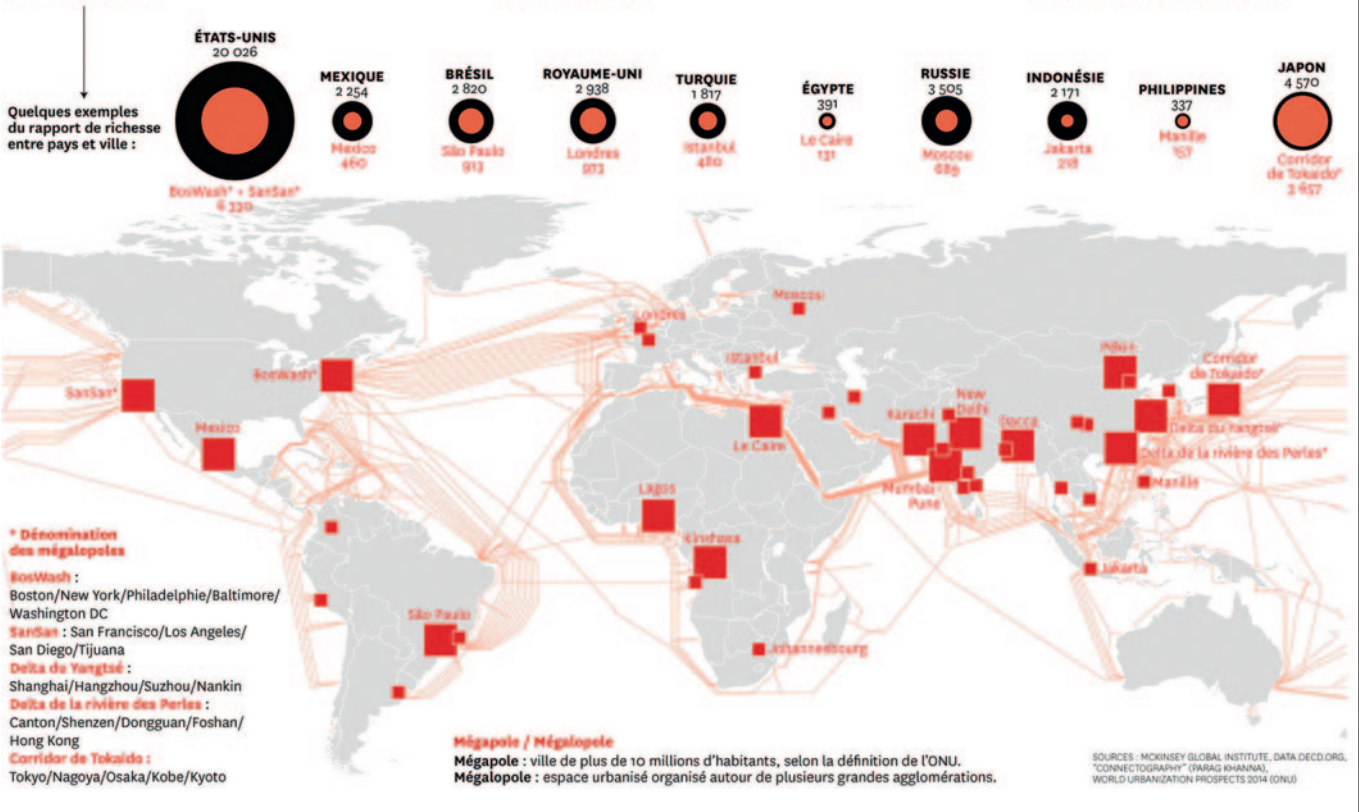 ÉTATS-UNIS
20 026
MEXIQUE
2 254
BRÉSIL
2 820
ROYAUME-UNI
2 938
TURQUIE
1 817
ÉGYPTE
391
RUSSIE
3 505
INDONÉSIE
2 171
PHILIPPINES
337
JAPON
4 570
Quelques exemples
du rapport de richesse
entre pays et ville :
BosWash* + SanSan*
6 339
Mexico
460
São Paulo
913
Londres
973
Istanbul
480
Le Caire
131
Moscou
689
Jakarta
218
Manille
157
Corridor
de Tokaido*
3 657
Moscou
Londres
Istanbul
Pékin
Corridor
de Tokaido*
BosWash*
SanSan*
Mexico
Le Caire
Karachi
New
Delhi
Dacca
Delta du Yangtsé*
Delta de la rivière des Perles*
Mumbai
Pune
Manille
Lagos
Kinshasa
Jakarta
São Paulo
Johannesbourg
* Dénomination
des mégalopoles
BosWash :
Boston/New York/Philadelphie/Baltimore/
Washington DC
SanSan : San Francisco/Los Angeles/
San Diego/Tijuana
Delta du Yangtsé :
Shanghai/Hangzhou/Suzhou/Nankin
Delta de la rivière des Perles :
Canton/Shenzen/Dongguan/Foshan/
Hong Kong
Corridor de Tokaido :
Tokyo/Nagoya/Osaka/Kobe/Kyoto
Mégapole / Mégalopole
Mégapole : ville de plus de 10 millions d'habitants, selon la définition de l'ONU.
Mégalopole : espace urbanisé organisé autour de plusieurs grandes agglomérations.
SOURCES : MCKINSEY GLOBAL INSTITUTE, DATA.OECD.ORG,
"CONNECTOGRAPHY" (PARAG KHANNA),
WORLD URBANIZATION PROSPECTS 2014 (ONU)